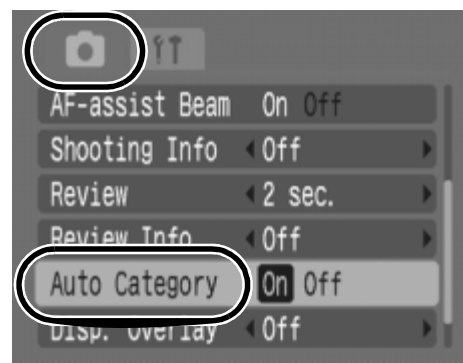 AF-assist Beam On Off
Shooting Info Off
Review 2 sec.
Review Info Off
Auto Category On Off
Disp. Overlay Off